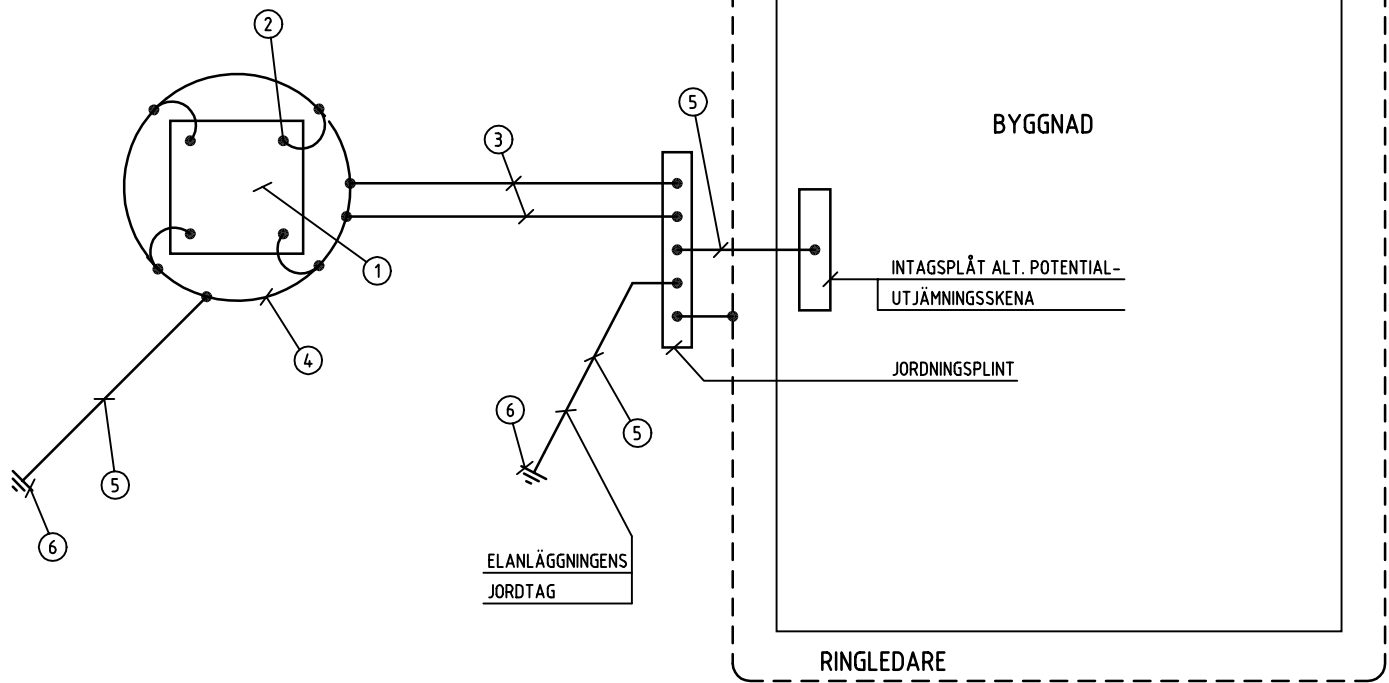 2
5
BYGGNAD
3
1
INTAGSPLÅT ALT. POTENTIAL-
UTJÄMNINGSSKENA
4
JORDNINGSPLINT
6
5
5
6
ELANLÄGGNINGENS
JORDTAG
RINGLEDARE